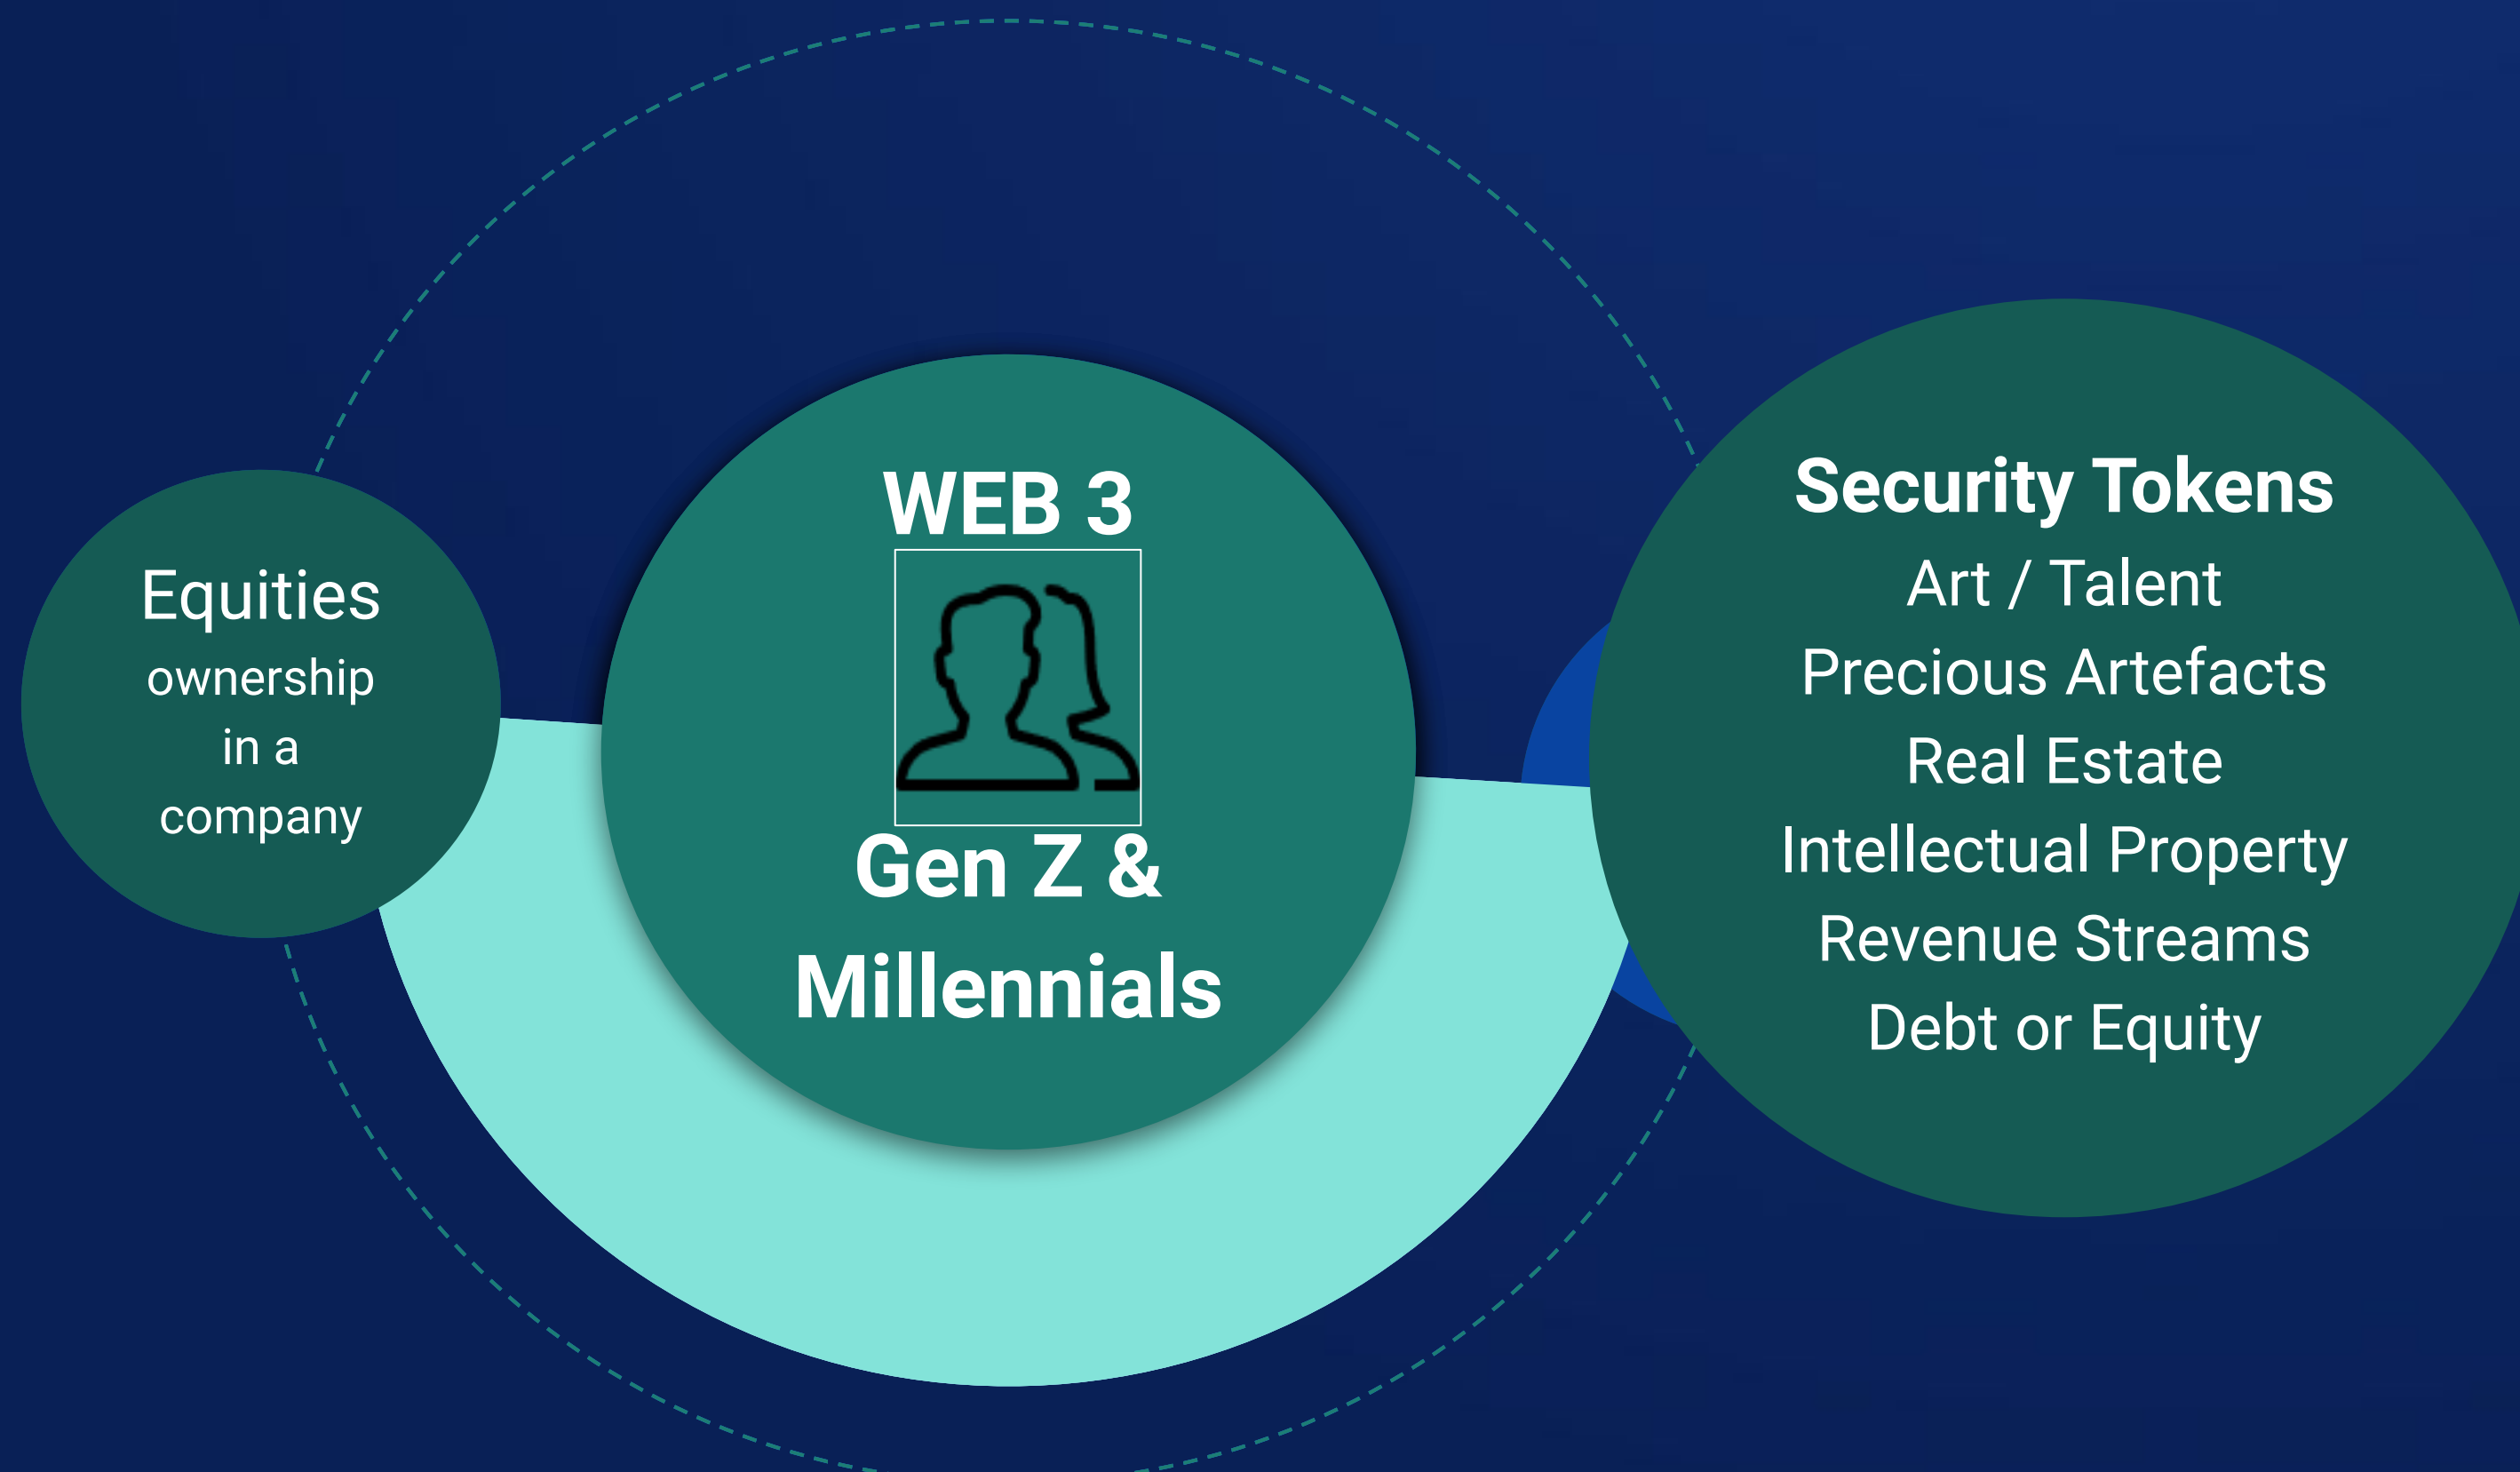 Equities
ownership
in a
company
WEB 3
Gen Z &
Millennials
Security Tokens
Art / Talent
Precious Artefacts
Real Estate
Intellectual Property
Revenue Streams
Debt or Equity